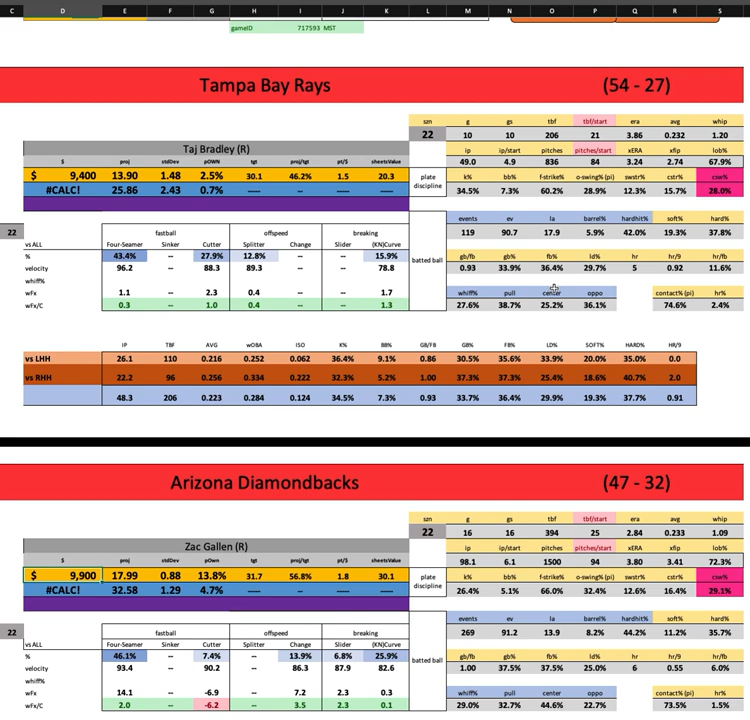 C D E F G H I J K L M N O P Q R S
gameID 717593 MST
Tampa Bay Rays (54 - 27)
szn g gs tbf tbf/start era avg whip
22 10 10 206 21 3.86 0.232 1.20
Taj Bradley (R) ip ip/start pitches pitches/start xERA xfip lob%
49.0 4.9 836 84 3.24 2.74 67.9%
$ proj stdDev pOWN tgt proj/tgt pt/$ sheetsValue
$ 9,400 13.90 1.48 2.5% 30.1 46.2% 1.5 20.3
plate discipline k% bb% f-strike% o-swing% (pi) swstr% cstr% csw%
#CALC! 25.86 2.43 0.7% ---- -- ---- ----
34.5% 7.3% 60.2% 28.9% 12.3% 15.7% 28.0%
22 fastball offspeed breaking
batted ball events ev la barrel% hardhit% soft% hard%
119 90.7 17.9 5.9% 42.0% 19.3% 37.8%
vs ALL Four-Seamer Sinker Cutter Splitter Change Slider (KN)Curve
% 43.4% -- 27.9% 12.8% -- -- 15.9%
gb/fb gb% fb% ld% hr hr/9 hr/fb
velocity 96.2 -- 88.3 89.3 -- -- 78.8
0.93 33.9% 36.4% 29.7% 5 0.92 11.6%
whiff%
wFx 1.1 -- 2.3 0.4 -- -- 1.7
whiff% pull center oppo contact% (pi) hr%
wFx/C 0.3 -- 1.0 0.4 -- -- 1.3
27.6% 38.7% 25.2% 36.1% 74.6% 2.4%
IP TBF AVG wOBA ISO K% BB% GB/FB GB% FB% LD% SOFT% HARD% HR/9
vs LHH 26.1 110 0.216 0.252 0.062 36.4% 9.1% 0.86 30.5% 35.6% 33.9% 20.0% 35.0% 0.0
vs RHH 22.2 96 0.256 0.334 0.222 32.3% 5.2% 1.00 37.3% 37.3% 25.4% 18.6% 40.7% 2.0
48.3 206 0.223 0.284 0.124 34.5% 7.3% 0.93 33.7% 36.4% 29.9% 19.3% 37.7% 0.91
Arizona Diamondbacks (47 - 32)
szn g gs tbf tbf/start era avg whip
22 16 16 394 25 2.84 0.233 1.09
Zac Gallen (R) ip ip/start pitches pitches/start xERA xfip lob%
98.1 6.1 1500 94 3.80 3.41 72.3%
$ proj stdDev pOwn tgt proj/tgt pt/$ sheetsValue
$ 9,900 17.99 0.88 13.8% 31.7 56.8% 1.8 30.1
plate discipline k% bb% f-strike% o-swing% (pi) swstr% cstr% csw%
#CALC! 32.58 1.29 4.7% ---- -- ---- ----
26.4% 5.1% 66.0% 32.4% 12.6% 16.4% 29.1%
22 fastball offspeed breaking
batted ball events ev la barrel% hardhit% soft% hard%
269 91.2 13.9 8.2% 44.2% 11.2% 35.7%
vs ALL Four-Seamer Sinker Cutter Splitter Change Slider (KN)Curve
% 46.1% -- 7.4% -- 13.9% 6.8% 25.9%
gb/fb gb% fb% ld% hr hr/9 hr/fb
velocity 93.4 -- 90.2 -- 86.3 87.9 82.6
1.00 37.5% 37.5% 25.0% 6 0.55 6.0%
whiff%
wFx 14.1 -- -6.9 -- 7.2 2.3 0.3
whiff% pull center oppo contact% (pi) hr%
wFx/C 2.0 -- -6.2 -- 3.5 2.3 0.1
29.0% 32.7% 44.6% 22.7% 73.5% 1.5%